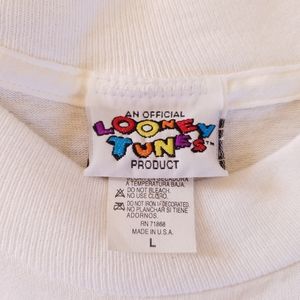 AN OFFICIAL
LOONEY
TUNES™
PRODUCT
A TEMPERATURA BAJA.
DO NOT BLEACH.
NO USE CLORO.
DO NOT IRON IF DECORATED.
NO PLANCHAR SI TIENE
ADORNOS.
RN 71868
MADE IN U.S.A.
L